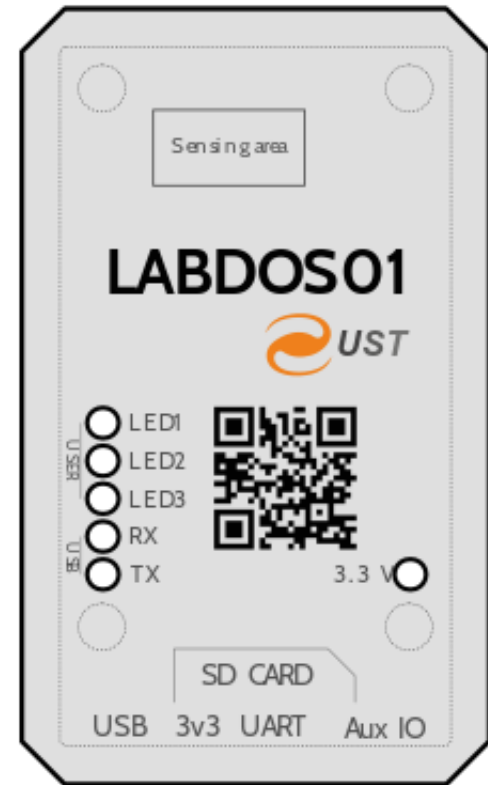 Sensing area
LABDOS01
UST
LED1
USER
LED2
LED3
RX
USB
TX
3.3 V
SD CARD
USB 3v3 UART Aux IO